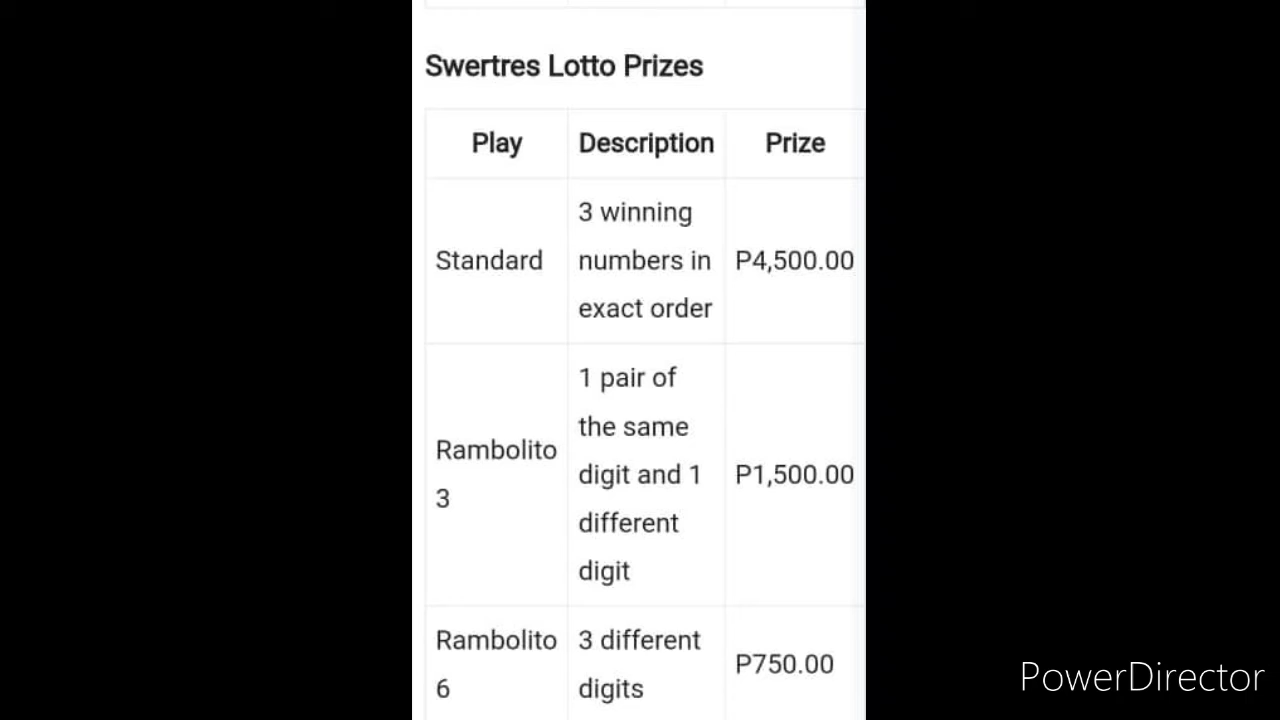 Swertres Lotto Prizes
Play Description Prize
3 winning
Standard numbers in P4,500.00
exact order
1 pair of
the same
Rambolito
digit and 1 P1,500.00
3
different
digit
Rambolito 3 different
P750.00
6 digits
PowerDirector